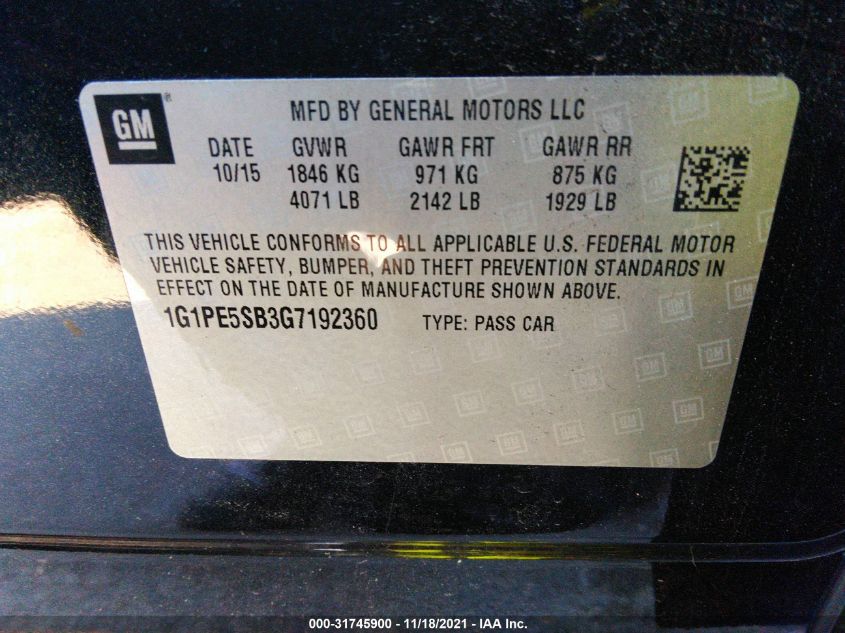 GM ®
MFD BY GENERAL MOTORS LLC
DATE GVWR GAWR FRT GAWR RR
10/15 1846 KG 971 KG 875 KG
4071 LB 2142 LB 1929 LB
THIS VEHICLE CONFORMS TO ALL APPLICABLE U.S. FEDERAL MOTOR
VEHICLE SAFETY, BUMPER, AND THEFT PREVENTION STANDARDS IN
EFFECT ON THE DATE OF MANUFACTURE SHOWN ABOVE.
1G1PE5SB3G7192360 TYPE: PASS CAR
000-31745900 - 11/18/2021 - IAA Inc.